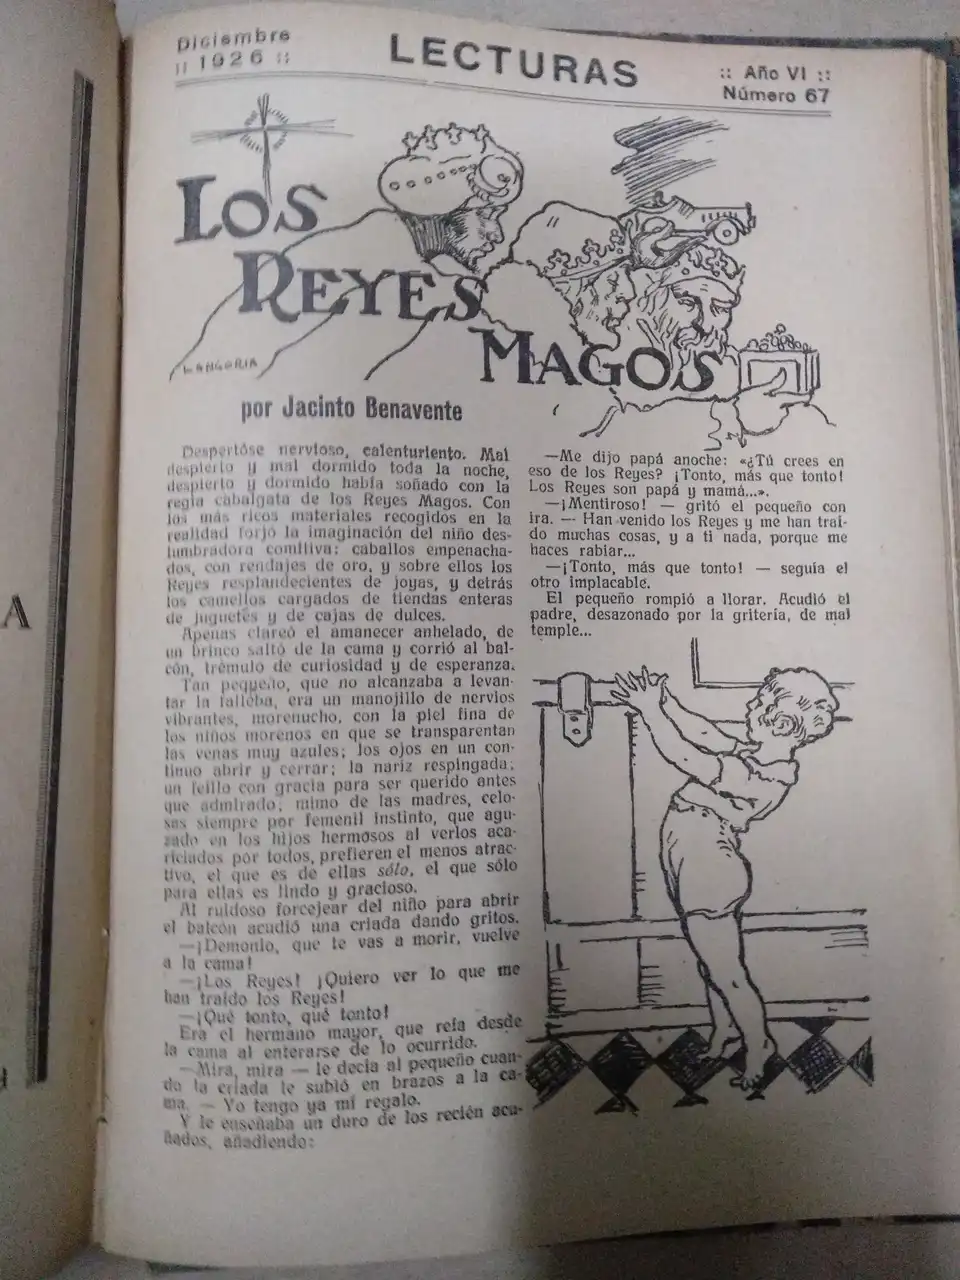 Diciembre
:: 1926 ::
LECTURAS
:: Año VI ::
Número 67
LOS
REYES
MAGOS
LONGORIA
por Jacinto Benavente
Despertóse nervioso, calenturiento. Mal
despierto y mal dormido toda la noche,
despierto y dormido había soñado con la
regia cabalgata de los Reyes Magos. Con
los más ricos materiales recogidos en la
realidad forjó la imaginación del niño des-
lumbradora comitiva: caballos empenacha-
dos, con rendajes de oro, y sobre ellos los
Reyes resplandecientes de joyas, y detrás
los camellos cargados de tiendas enteras
de juguetes y de cajas de dulces.
Apenas clareó el amanecer anhelado, de
un brinco saltó de la cama y corrió al bal-
cón, trémulo de curiosidad y de esperanza.
Tan pequeño, que no alcanzaba a levan-
tar la falleba, era un manojillo de nervios
vibrantes, morenucho, con la piel fina de
los niños morenos en que se transparentan
las venas muy azules; los ojos en un con-
tinuo abrir y cerrar; la nariz respingada;
un feíllo con gracia para ser querido antes
que admirado; mimo de las madres, celo-
sas siempre por femenil instinto, que agu-
zado en los hijos hermosos al verlos aca-
riciados por todos, prefieren el menos atrac-
tivo, el que es de ellas sólo, el que sólo
para ellas es lindo y gracioso.
Al ruidoso forcejear del niño para abrir
el balcón acudió una criada dando gritos.
—¡Demonio, que te vas a morir, vuelve
a la cama!
—¡Los Reyes! ¡Quiero ver lo que me
han traído los Reyes!
—¡Qué tonto, qué tonto!
Era el hermano mayor, que reía desde
la cama al enterarse de lo ocurrido.
—Mira, mira — le decía al pequeño cuan-
do la criada le subió en brazos a la ca-
ma. — Yo tengo ya mi regalo.
Y le enseñaba un duro de los recién acu-
ñados, añadiendo:
—Me dijo papá anoche: «¿Tú crees en
eso de los Reyes? ¡Tonto, más que tonto!
Los Reyes son papá y mamá...».
—¡Mentiroso! — gritó el pequeño con
ira. — Han venido los Reyes y me han traí-
do muchas cosas, y a ti nada, porque me
haces rabiar...
—¡Tonto, más que tonto! — seguía el
otro implacable.
El pequeño rompió a llorar. Acudió el
padre, desazonado por la gritería, de mal
temple...
A